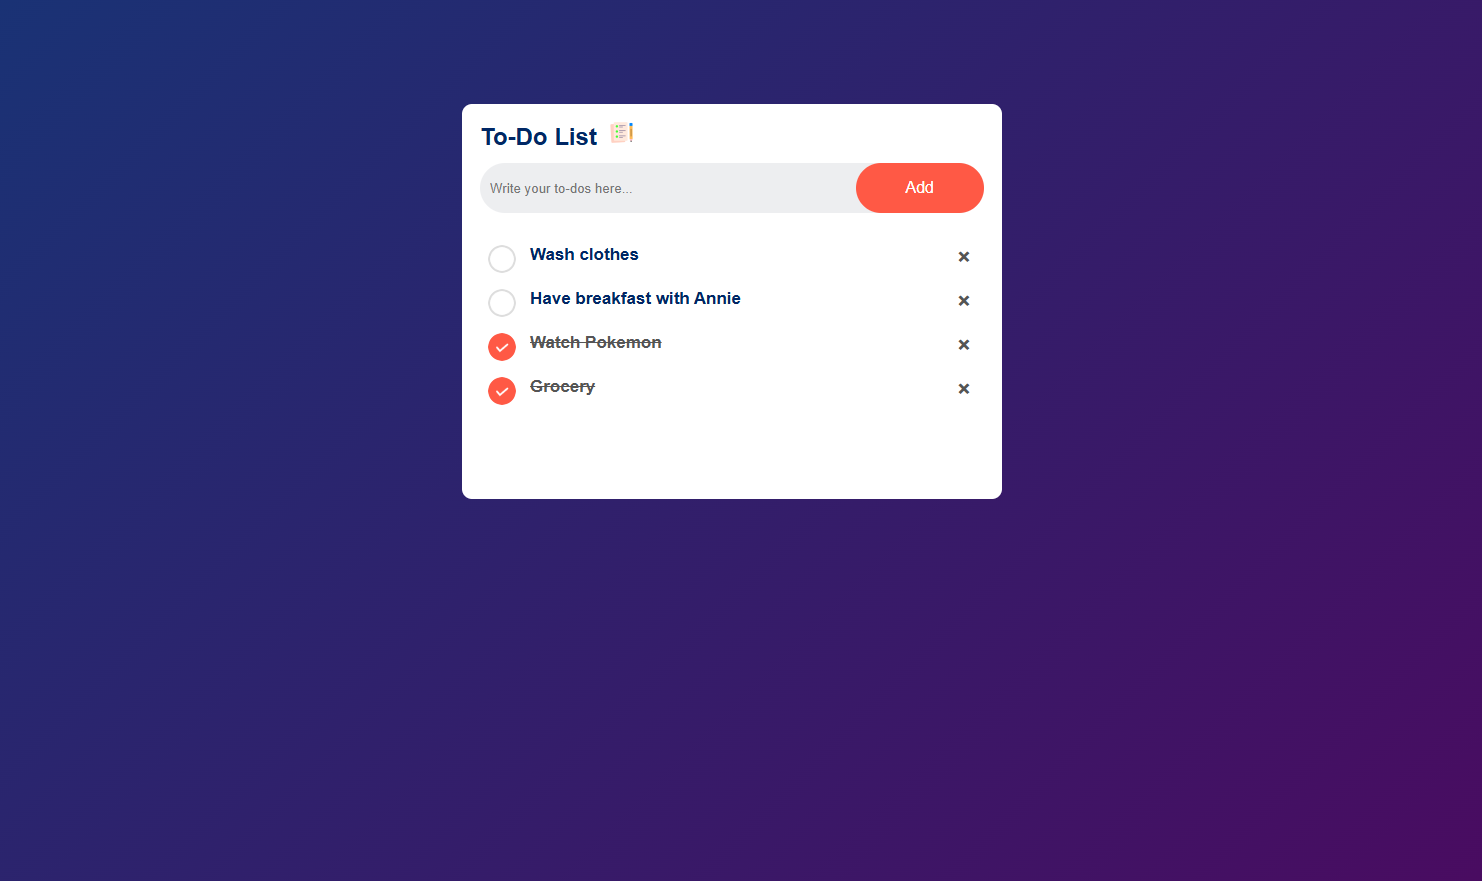 To-Do List
Write your to-dos here...
Add
Wash clothes
Have breakfast with Annie
Watch Pokemon
Grocery